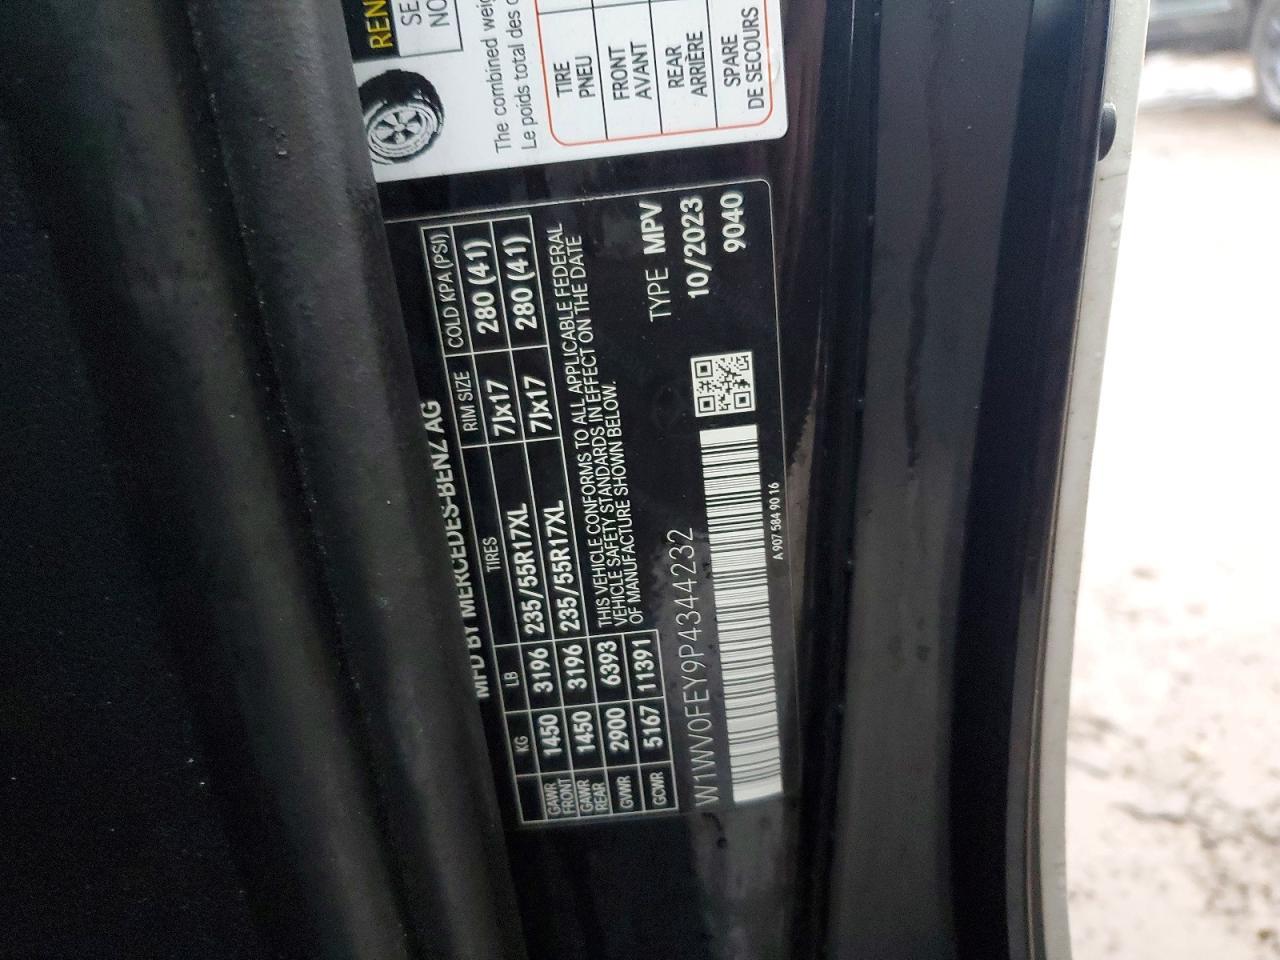 REN
SE
NO
The combined weig
Le poids total des o
TIRE
PNEU
FRONT
AVANT
REAR
ARRIÈRE
SPARE
DE SECOURS
MFD BY MERCEDES-BENZ AG
KG LB TIRES RIM SIZE COLD KPA (PSI)
GAWR FRONT 1450 3196 235/55R17XL 7Jx17 280 (41)
GAWR REAR 1450 3196 235/55R17XL 7Jx17 280 (41)
GVWR 2900 6393
GCWR 5167 11391
THIS VEHICLE CONFORMS TO ALL APPLICABLE FEDERAL
VEHICLE SAFETY STANDARDS IN EFFECT ON THE DATE
OF MANUFACTURE SHOWN BELOW.
TYPE MPV
W1WV0FEY9P4344232
10/2023
9040
A 907 584 90 16